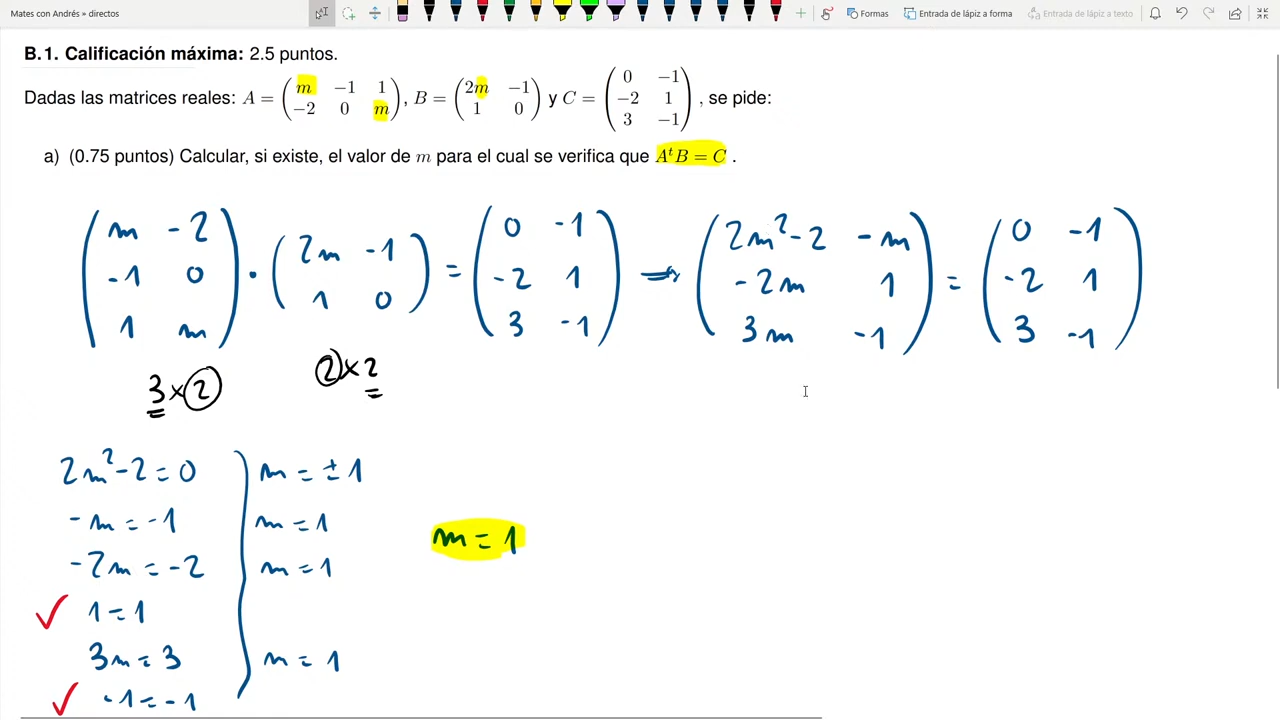 Mates con Andrés » directos
Formas Entrada de lápiz a forma Entrada de lápiz a texto
B.1. Calificación máxima: 2.5 puntos.
Dadas las matrices reales: A = ( m -1 1 / -2 0 m ), B = ( 2m -1 / 1 0 ) y C = ( 0 -1 / -2 1 / 3 -1 ), se pide:
a) (0.75 puntos) Calcular, si existe, el valor de m para el cual se verifica que AᵗB = C .
( m -2 / -1 0 / 1 m ) · ( 2m -1 / 1 0 ) = ( 0 -1 / -2 1 / 3 -1 ) → ( 2m²-2 -m / -2m 1 / 3m -1 ) = ( 0 -1 / -2 1 / 3 -1 )
3×2 2×2
2m²-2=0 m = ±1
-m = -1 m = 1
-2m = -2 m = 1
m = 1
✓ 1 = 1
3m = 3 m = 1
✓ -1 = -1